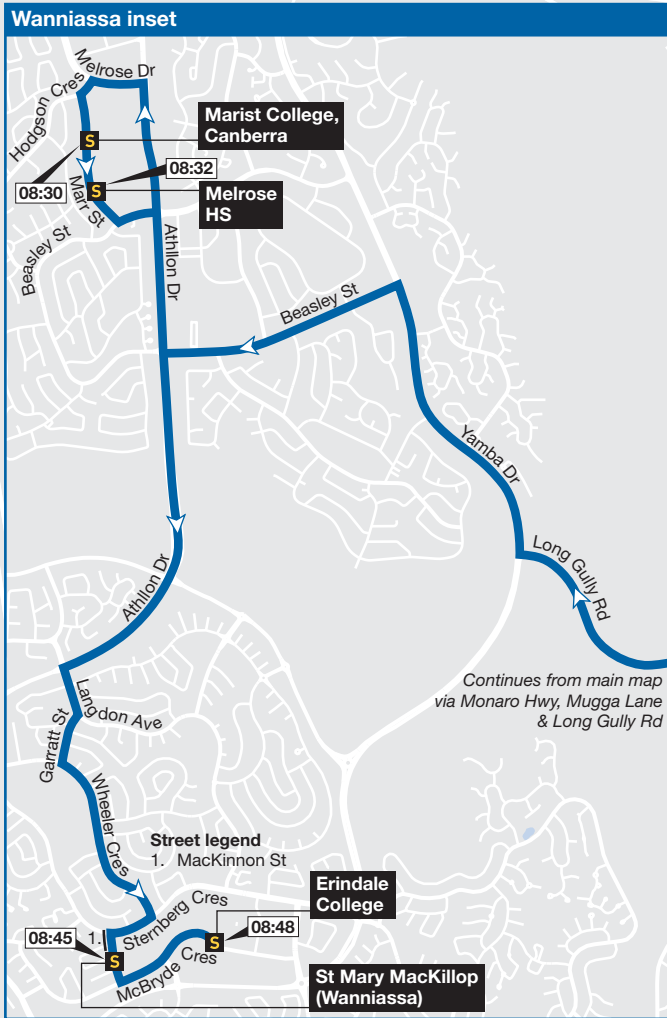 Wanniassa inset
Melrose Dr
Hodgson Cres
Marist College,
Canberra
S
08:30
08:32
S
Melrose
HS
Marr St
Beasley St
Athllon Dr
Beasley St
Yamba Dr
Long Gully Rd
Athllon Dr
Continues from main map
via Monaro Hwy, Mugga Lane
& Long Gully Rd
Langdon Ave
Garratt St
Wheeler Cres
Street legend
1. MacKinnon St
Erindale
College
Sternberg Cres
08:45
1.
08:48
S
S
McBryde Cres
St Mary MacKillop
(Wanniassa)